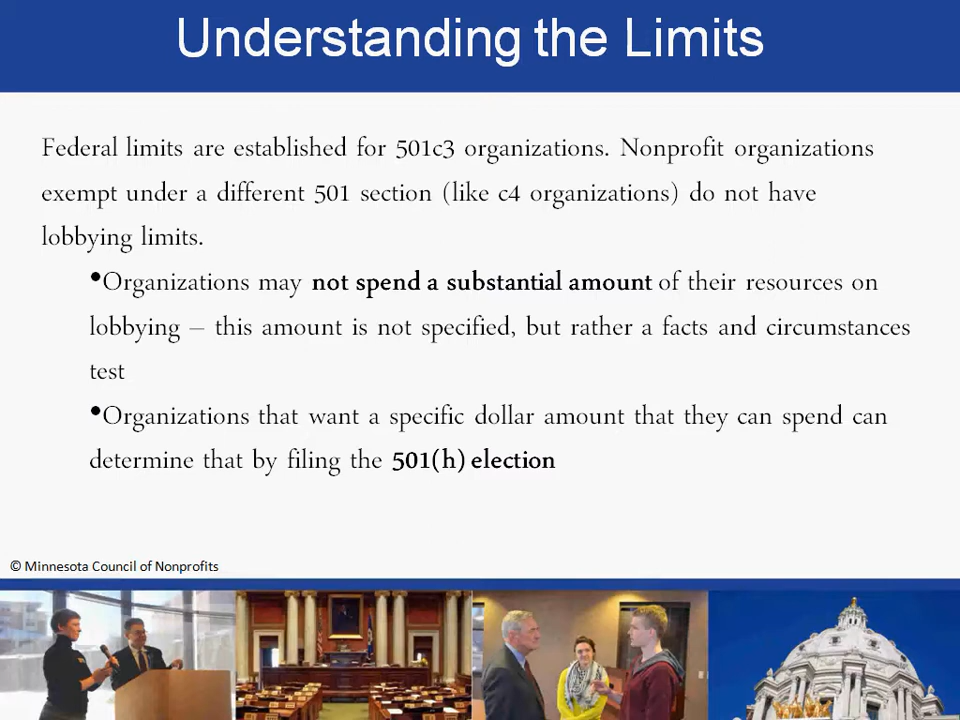 Understanding the Limits
Federal limits are established for 501c3 organizations. Nonprofit organizations
exempt under a different 501 section (like c4 organizations) do not have
lobbying limits.
•Organizations may not spend a substantial amount of their resources on
lobbying – this amount is not specified, but rather a facts and circumstances
test
•Organizations that want a specific dollar amount that they can spend can
determine that by filing the 501(h) election
© Minnesota Council of Nonprofits